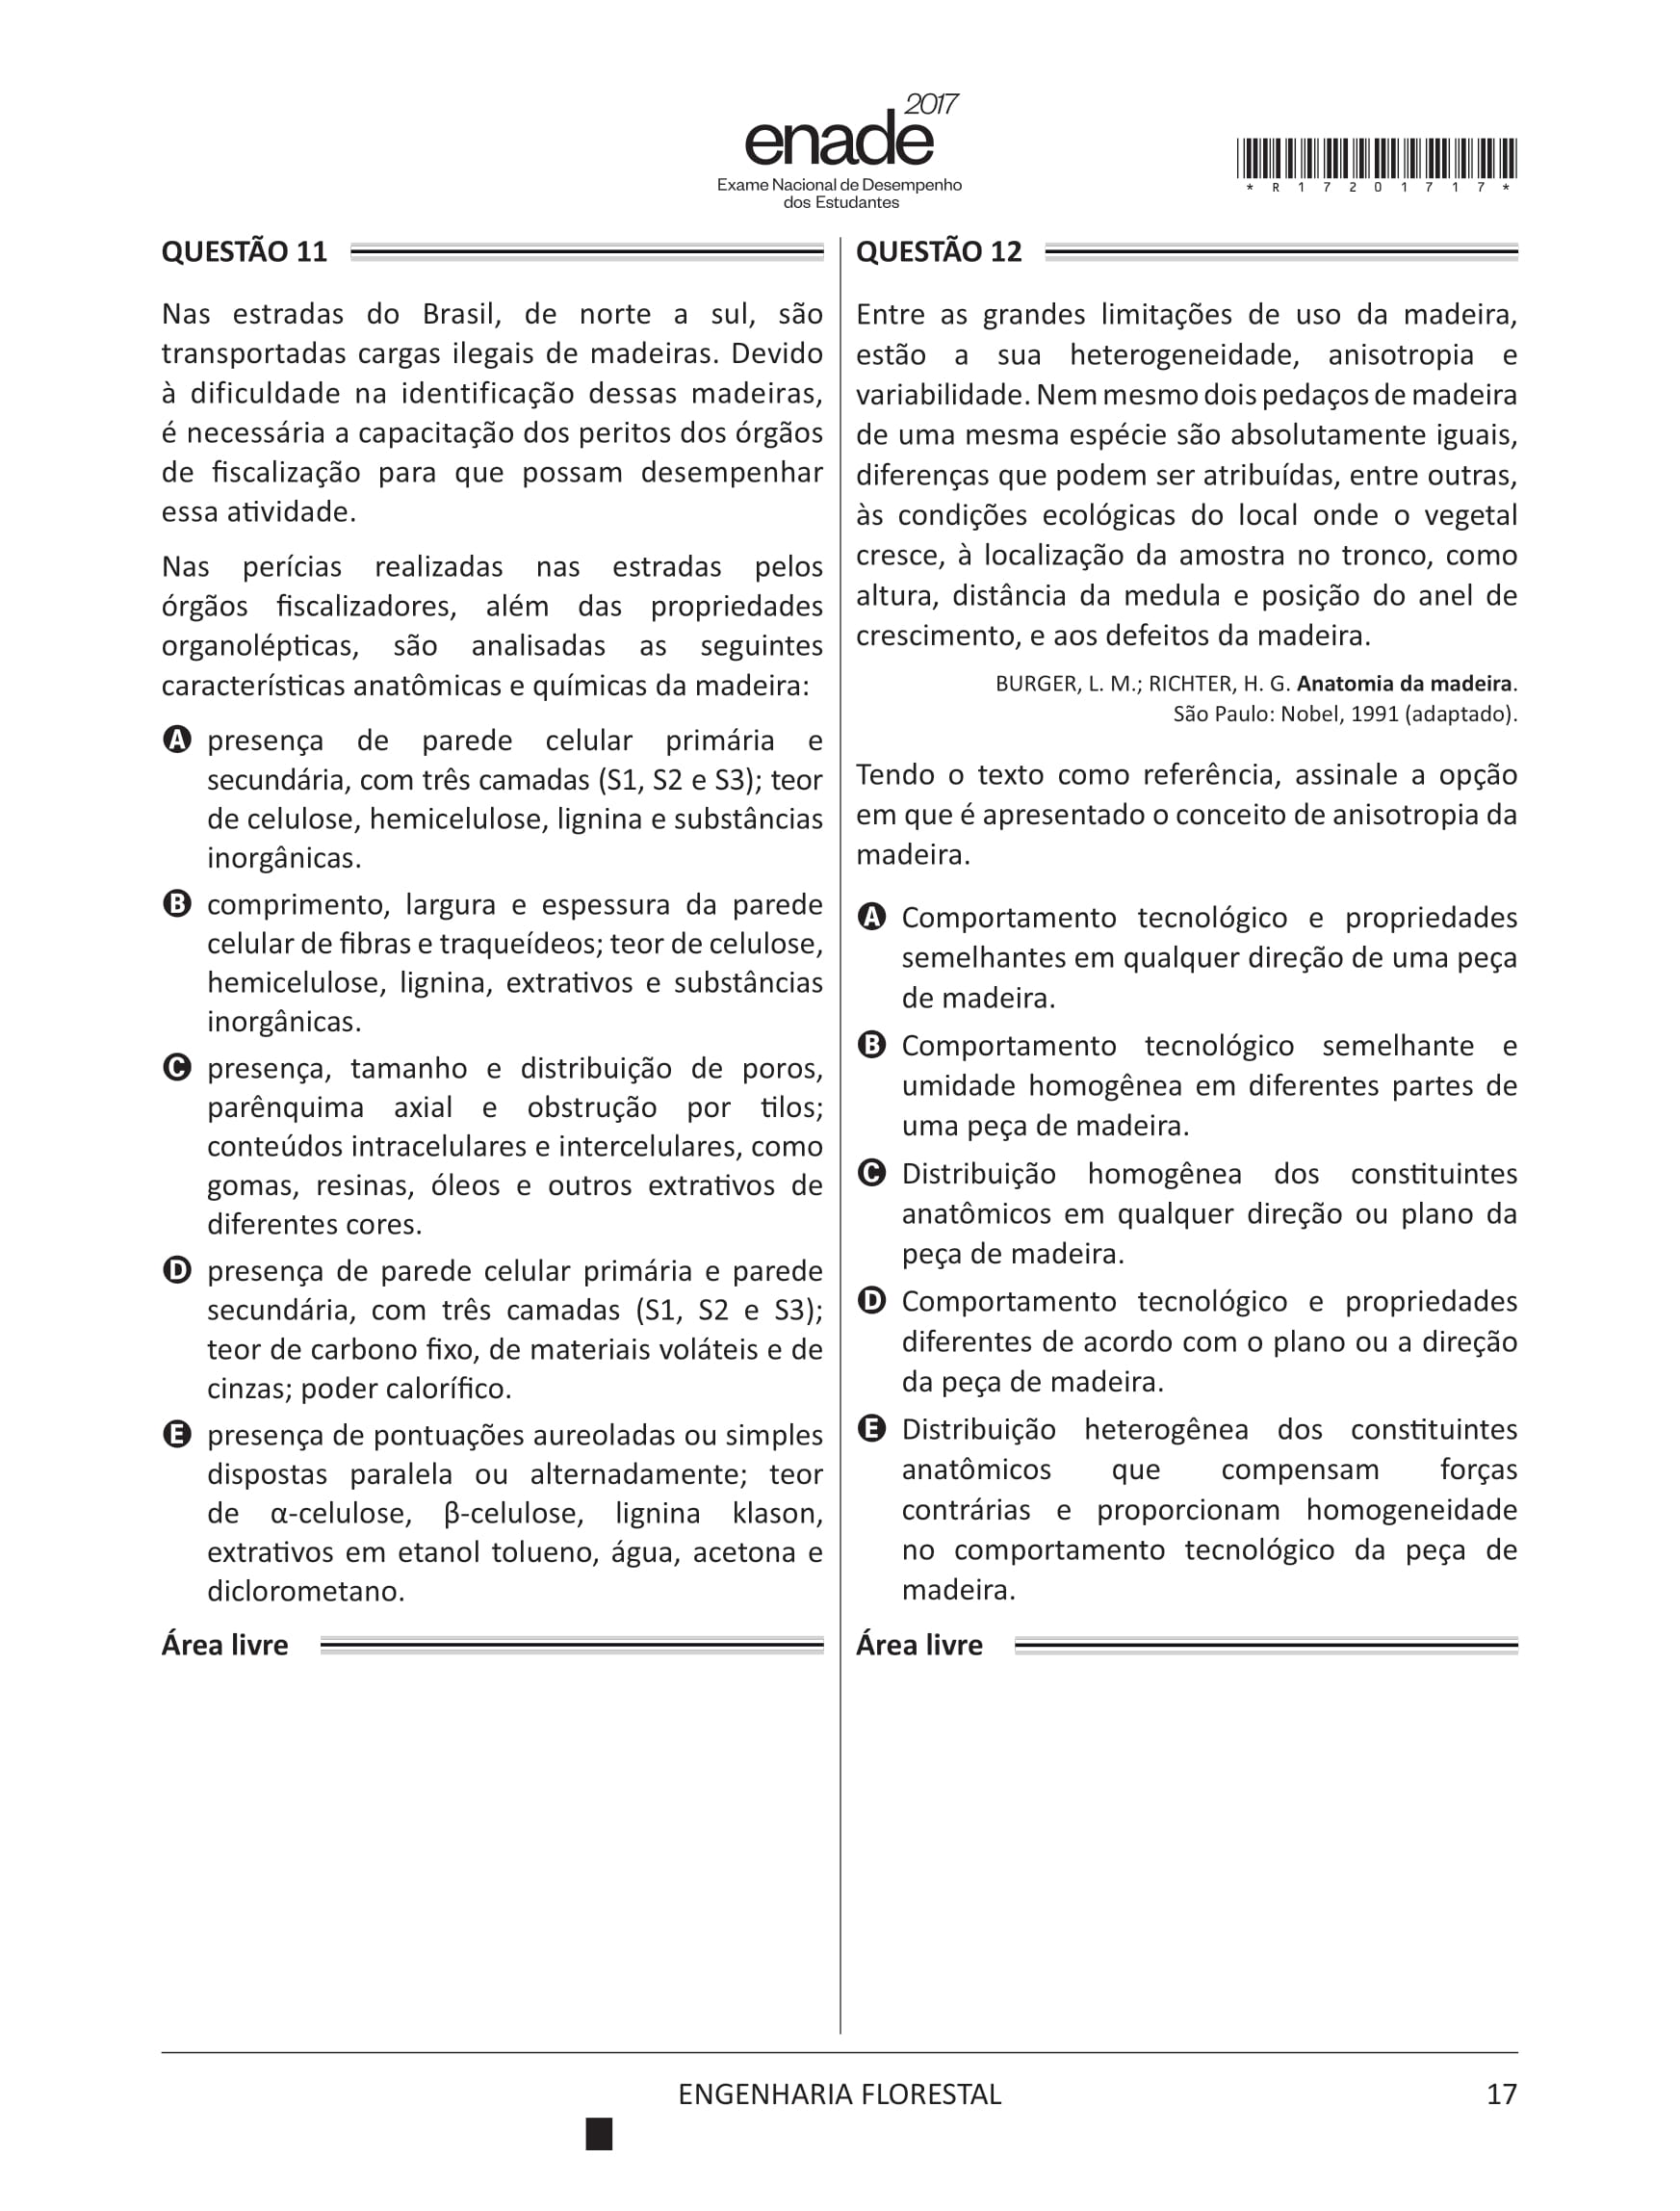 2017
enade
Exame Nacional de Desempenho
dos Estudantes
*R17201717*
QUESTÃO 11
Nas estradas do Brasil, de norte a sul, são
transportadas cargas ilegais de madeiras. Devido
à dificuldade na identificação dessas madeiras,
é necessária a capacitação dos peritos dos órgãos
de fiscalização para que possam desempenhar
essa atividade.
Nas perícias realizadas nas estradas pelos
órgãos fiscalizadores, além das propriedades
organolépticas, são analisadas as seguintes
características anatômicas e químicas da madeira:
A presença de parede celular primária e
secundária, com três camadas (S1, S2 e S3); teor
de celulose, hemicelulose, lignina e substâncias
inorgânicas.
B comprimento, largura e espessura da parede
celular de fibras e traqueídeos; teor de celulose,
hemicelulose, lignina, extrativos e substâncias
inorgânicas.
C presença, tamanho e distribuição de poros,
parênquima axial e obstrução por tilos;
conteúdos intracelulares e intercelulares, como
gomas, resinas, óleos e outros extrativos de
diferentes cores.
D presença de parede celular primária e parede
secundária, com três camadas (S1, S2 e S3);
teor de carbono fixo, de materiais voláteis e de
cinzas; poder calorífico.
E presença de pontuações aureoladas ou simples
dispostas paralela ou alternadamente; teor
de α-celulose, β-celulose, lignina klason,
extrativos em etanol tolueno, água, acetona e
diclorometano.
Área livre
QUESTÃO 12
Entre as grandes limitações de uso da madeira,
estão a sua heterogeneidade, anisotropia e
variabilidade. Nem mesmo dois pedaços de madeira
de uma mesma espécie são absolutamente iguais,
diferenças que podem ser atribuídas, entre outras,
às condições ecológicas do local onde o vegetal
cresce, à localização da amostra no tronco, como
altura, distância da medula e posição do anel de
crescimento, e aos defeitos da madeira.
BURGER, L. M.; RICHTER, H. G. Anatomia da madeira.
São Paulo: Nobel, 1991 (adaptado).
Tendo o texto como referência, assinale a opção
em que é apresentado o conceito de anisotropia da
madeira.
A Comportamento tecnológico e propriedades
semelhantes em qualquer direção de uma peça
de madeira.
B Comportamento tecnológico semelhante e
umidade homogênea em diferentes partes de
uma peça de madeira.
C Distribuição homogênea dos constituintes
anatômicos em qualquer direção ou plano da
peça de madeira.
D Comportamento tecnológico e propriedades
diferentes de acordo com o plano ou a direção
da peça de madeira.
E Distribuição heterogênea dos constituintes
anatômicos que compensam forças
contrárias e proporcionam homogeneidade
no comportamento tecnológico da peça de
madeira.
Área livre
ENGENHARIA FLORESTAL
17